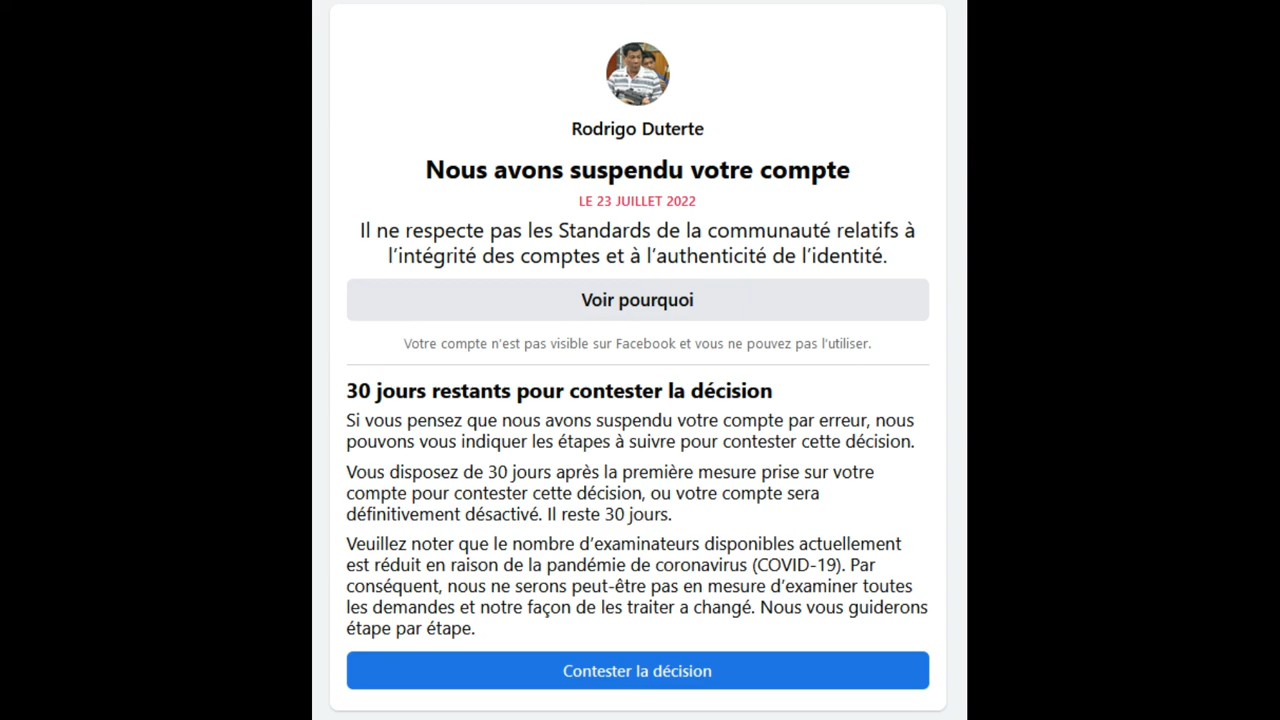 Rodrigo Duterte
Nous avons suspendu votre compte
LE 23 JUILLET 2022
Il ne respecte pas les Standards de la communauté relatifs à
l’intégrité des comptes et à l’authenticité de l’identité.
Voir pourquoi
Votre compte n'est pas visible sur Facebook et vous ne pouvez pas l'utiliser.
30 jours restants pour contester la décision
Si vous pensez que nous avons suspendu votre compte par erreur, nous
pouvons vous indiquer les étapes à suivre pour contester cette décision.
Vous disposez de 30 jours après la première mesure prise sur votre
compte pour contester cette décision, ou votre compte sera
définitivement désactivé. Il reste 30 jours.
Veuillez noter que le nombre d’examinateurs disponibles actuellement
est réduit en raison de la pandémie de coronavirus (COVID-19). Par
conséquent, nous ne serons peut-être pas en mesure d’examiner toutes
les demandes et notre façon de les traiter a changé. Nous vous guiderons
étape par étape.
Contester la décision